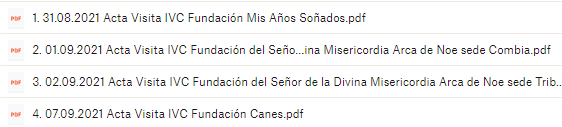 PDF 1. 31.08.2021 Acta Visita IVC Fundación Mis Años Soñados.pdf
PDF 2. 01.09.2021 Acta Visita IVC Fundación del Seño...ina Misericordia Arca de Noe sede Combia.pdf
PDF 3. 02.09.2021 Acta Visita IVC Fundación del Señor de la Divina Misericordia Arca de Noe sede Trib...
PDF 4. 07.09.2021 Acta Visita IVC Fundación Canes.pdf